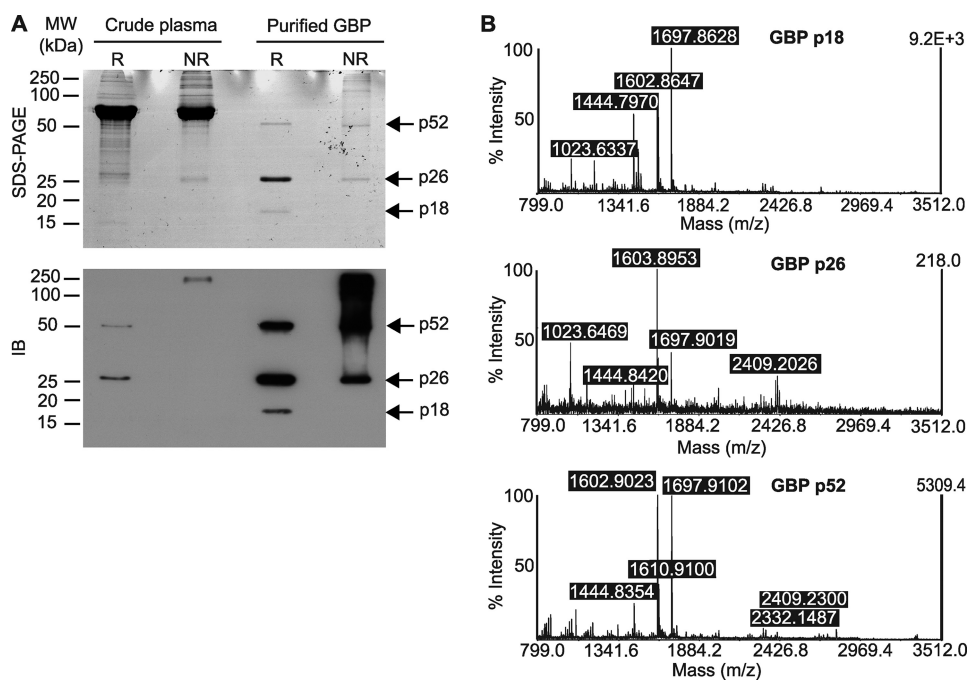 A
MW
(kDa)
Crude plasma
Purified GBP
R
NR
R
NR
SDS-PAGE
250
100
50
25
20
15
p52
p26
p18
IB
250
100
50
25
20
15
p52
p26
p18
B
GBP p18
9.2E+3
% Intensity
100
50
1697.8628
1602.8647
1444.7970
1023.6337
799.0 1341.6 1884.2 2426.8 2969.4 3512.0
Mass (m/z)
GBP p26
218.0
% Intensity
100
50
1603.8953
1023.6469
1697.9019
1444.8420
2409.2026
799.0 1341.6 1884.2 2426.8 2969.4 3512.0
Mass (m/z)
GBP p52
5309.4
% Intensity
100
50
1602.9023
1697.9102
1610.9100
1444.8354
2409.2300
2332.1487
799.0 1341.6 1884.2 2426.8 2969.4 3512.0
Mass (m/z)